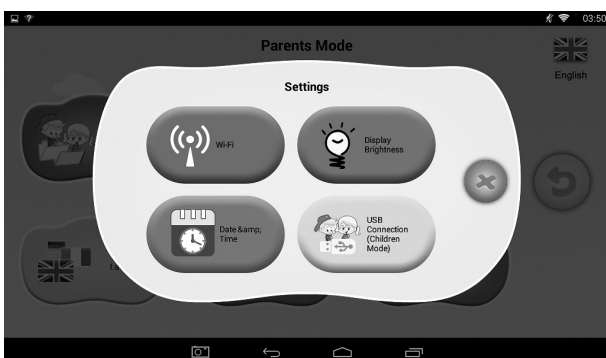 03:50
Parents Mode
English
Settings
Wi-Fi
Display
Brightness
Date &amp;
Time
USB
Connection
(Children
Mode)